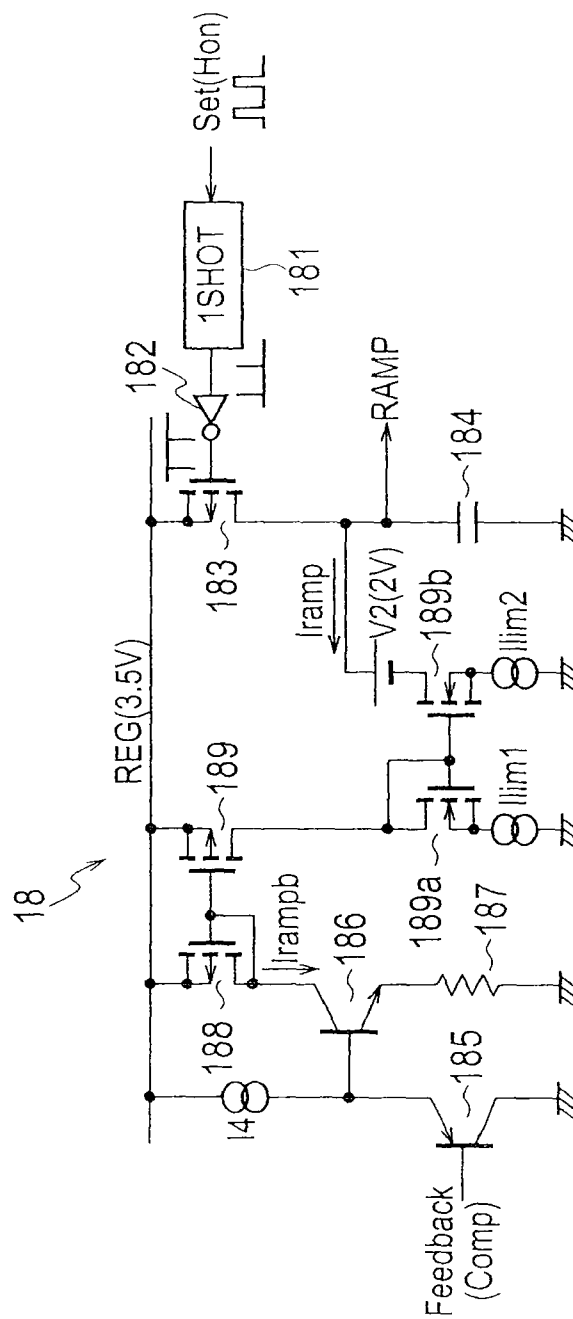 18
REG(3.5V)
182
1SHOT
181
Set(Hon)
183
188
189
I4
Irampb
Iramp
186
V2(2V)
RAMP
184
189a
189b
185
187
Ilim1
Ilim2
Feedback
(Comp)